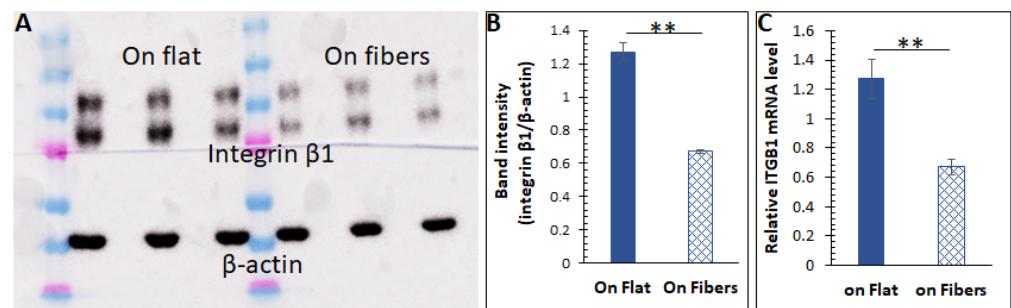 A
On flat
On fibers
Integrin β1
β-actin
B
Band intensity
(integrin β1/β-actin)
1.4
1.2
1
0.8
0.6
0.4
0.2
0
**
On Flat
On Fibers
C
Relative ITGB1 mRNA level
1.6
1.4
1.2
1
0.8
0.6
0.4
0.2
0
**
on Flat
on Fibers